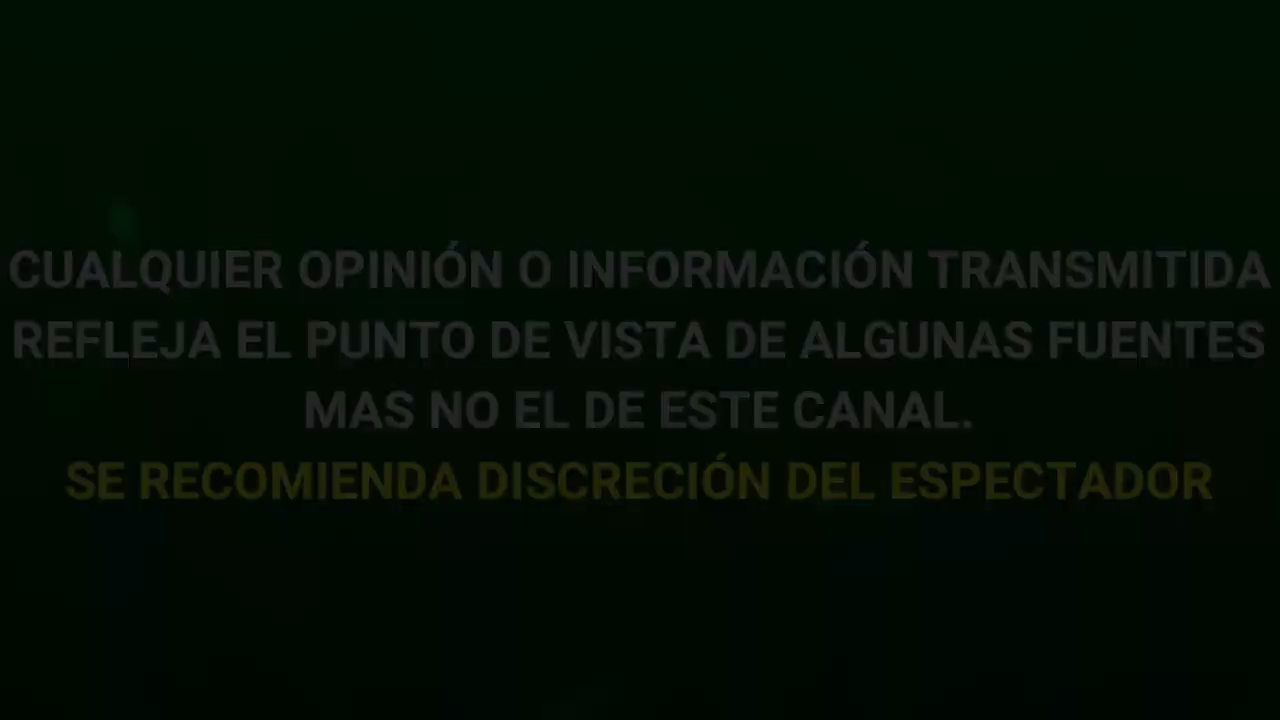 CUALQUIER OPINIÓN O INFORMACIÓN TRANSMITIDA
REFLEJA EL PUNTO DE VISTA DE ALGUNAS FUENTES
MAS NO EL DE ESTE CANAL.
SE RECOMIENDA DISCRECIÓN DEL ESPECTADOR